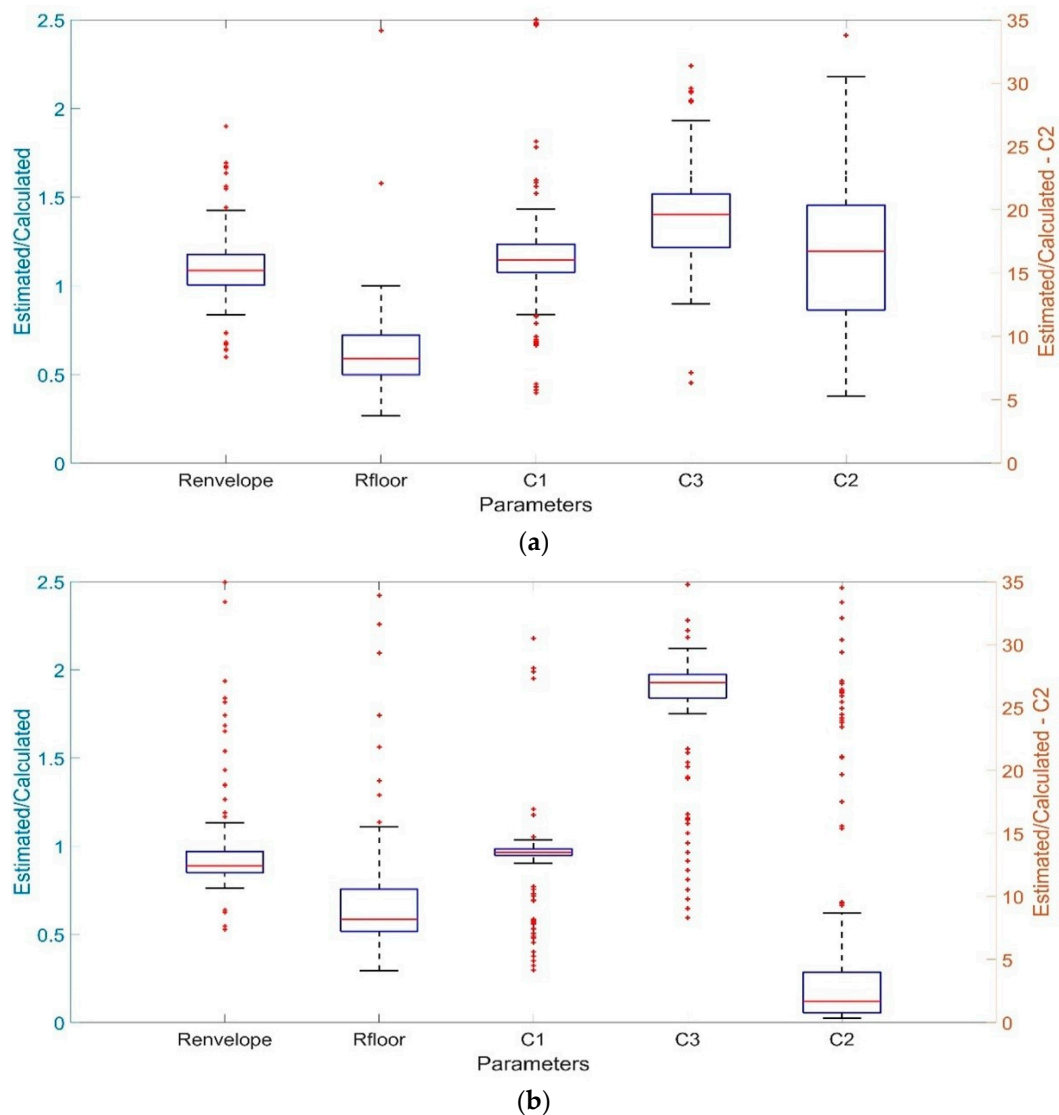 2.5
2
1.5
1
0.5
0
Estimated/Calculated
35
30
25
20
15
10
5
0
Estimated/Calculated - C2
Renvelope Rfloor C1 C3 C2
Parameters
(a)
2.5
2
1.5
1
0.5
0
Estimated/Calculated
35
30
25
20
15
10
5
0
Estimated/Calculated - C2
Renvelope Rfloor C1 C3 C2
Parameters
(b)